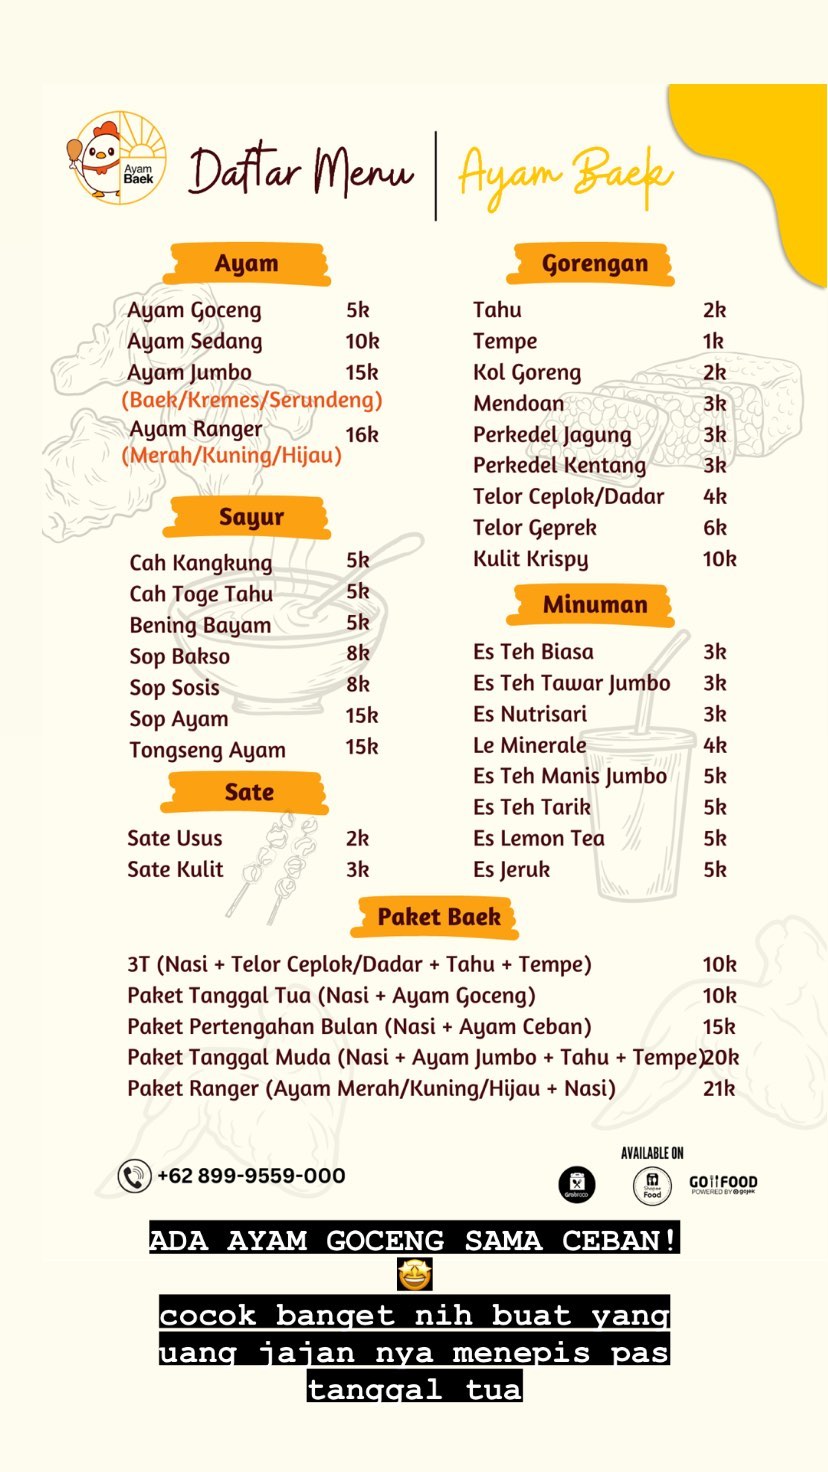 Ayam
Baek
Daftar Menu | Ayam Baek
Ayam
Ayam Goceng 5k
Ayam Sedang 10k
Ayam Jumbo 15k
(Baek/Kremes/Serundeng)
Ayam Ranger 16k
(Merah/Kuning/Hijau)
Sayur
Cah Kangkung 5k
Cah Toge Tahu 5k
Bening Bayam 5k
Sop Bakso 8k
Sop Sosis 8k
Sop Ayam 15k
Tongseng Ayam 15k
Sate
Sate Usus 2k
Sate Kulit 3k
Gorengan
Tahu 2k
Tempe 1k
Kol Goreng 2k
Mendoan 3k
Perkedel Jagung 3k
Perkedel Kentang 3k
Telor Ceplok/Dadar 4k
Telor Geprek 6k
Kulit Krispy 10k
Minuman
Es Teh Biasa 3k
Es Teh Tawar Jumbo 3k
Es Nutrisari 3k
Le Minerale 4k
Es Teh Manis Jumbo 5k
Es Teh Tarik 5k
Es Lemon Tea 5k
Es Jeruk 5k
Paket Baek
3T (Nasi + Telor Ceplok/Dadar + Tahu + Tempe) 10k
Paket Tanggal Tua (Nasi + Ayam Goceng) 10k
Paket Pertengahan Bulan (Nasi + Ayam Ceban) 15k
Paket Tanggal Muda (Nasi + Ayam Jumbo + Tahu + Tempe) 20k
Paket Ranger (Ayam Merah/Kuning/Hijau + Nasi) 21k
+62 899-9559-000
AVAILABLE ON
Shopee
Food
GOFOOD
POWERED BY gojek
ADA AYAM GOCENG SAMA CEBAN!
🤩
cocok banget nih buat yang
uang jajan nya menepis pas
tanggal tua